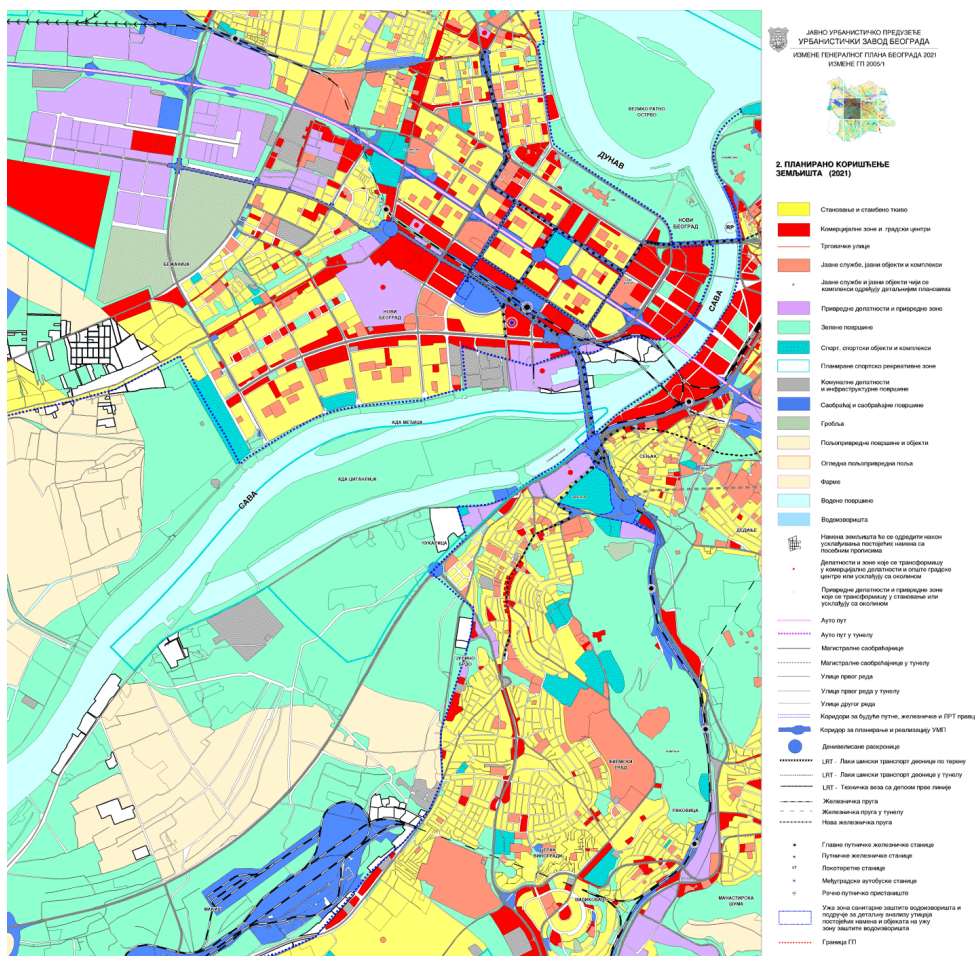 ЈАВНО УРБАНИСТИЧКО ПРЕДУЗЕЋЕ
УРБАНИСТИЧКИ ЗАВОД БЕОГРАДА
ИЗМЕНЕ ГЕНЕРАЛНОГ ПЛАНА БЕОГРАДА 2021
ИЗМЕНЕ ГП 2005/1
2. ПЛАНИРАНО КОРИШЋЕЊЕ
ЗЕМЉИШТА (2021)
Становање и стамбено ткиво
Комерцијалне зоне и градски центри
Трговачке улице
Јавне службе, јавни објекти и комплекси
Јавне службе и јавни објекти чији се
комплекси одређују детаљнијим плановима
Привредне делатности и привредне зоне
Зелене површине
Спорт, спортски објекти и комплекси
Планиране спортско рекреативне зоне
Комуналне делатности
и инфраструктурне површине
Саобраћај и саобраћајне површине
Гробља
Пољопривредне површине и објекти
Огледна пољопривредна поља
Фарме
Водене површине
Водоизворишта
Намена земљишта ће се одредити након
усклађивања постојећих намена са
посебним прописима
Делатности и зоне које се трансформишу
у комерцијалне делатности и опште градске
центре или усклађују са околином
Привредне делатности и привредне зоне
које се трансформишу у становање или
усклађују са околином
Ауто пут
Ауто пут у тунелу
Магистралне саобраћајнице
Магистралне саобраћајнице у тунелу
Улице првог реда
Улице првог реда у тунелу
Улице другог реда
Коридори за будуће путне, железничке и ЛРТ правц
Коридор за планирање и реализацију УМП
Денивелисане раскрснице
LRT - Лаки шински транспорт деонице по терену
LRT - Лаки шински транспорт деонице у тунелу
LRT - Техничка веза са депоом прве линије
Железничка пруга
Железничка пруга у тунелу
Нова железничка пруга
Главне путничке железничке станице
Путничке железничке станице
Локотеретне станице
Међуградске аутобуске станице
Речно путничко пристаниште
Ужа зона санитарне заштите водоизворишта и
подручје за детаљну анализу утицаја
постојећих намена и објеката на ужу
зону заштите водоизворишта
Граница ГП
ВЕЛИКО РАТНО
ОСТРВО
ДУНАВ
НОВИ
БЕОГРАД
RP
БЕЖАНИЈА
САВА
НОВИ
БЕОГРАД
АДА МЕЂИЦА
СЕЊАК
АДА ЦИГАНЛИЈА
САВА
ДЕДИЊЕ
ЧУКАРИЦА
ЈУЛИНО
БРДО
ФИЛМСКИ
ГРАД
РАКОВИЦА
ПЕТЛОВО
ВИНОГРАДИ
МАКИШ
ВИДИКОВАЦ
МАНАСТИРСКА
ШУМА